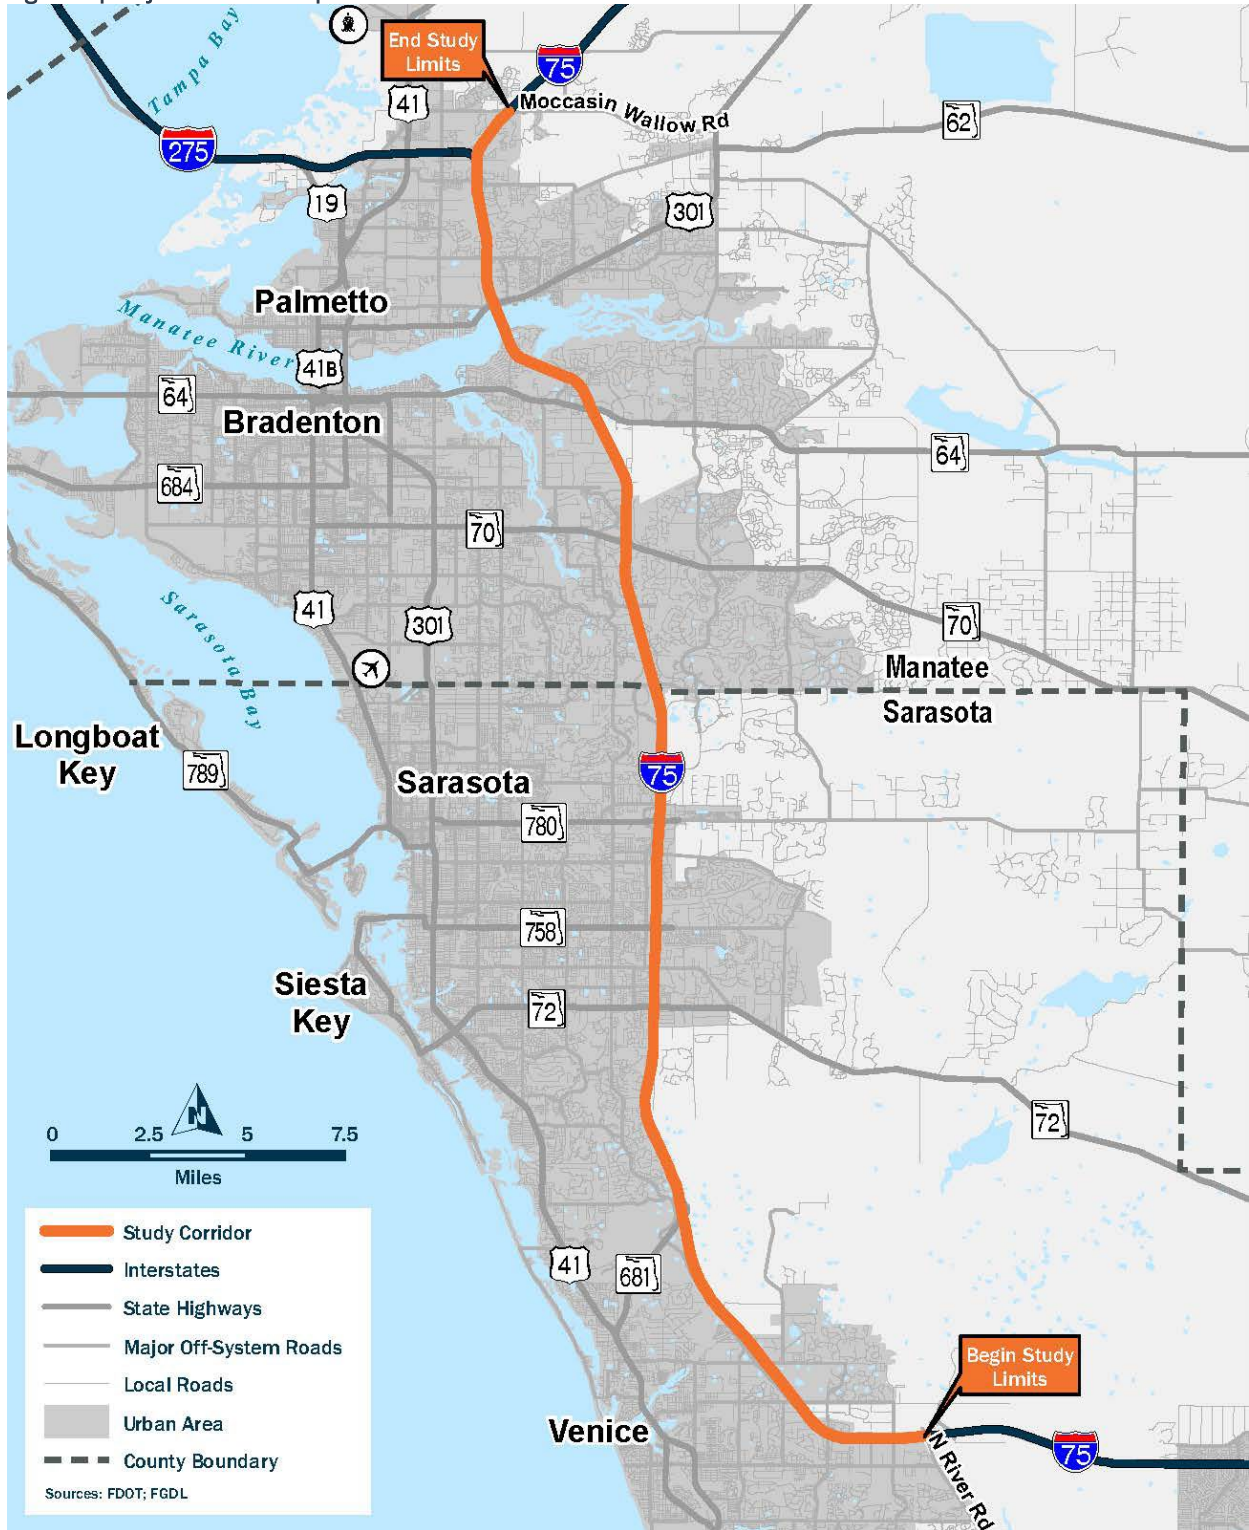 Tampa Bay
End Study
Limits
75
41
Moccasin Wallow Rd
62
275
19
301
Palmetto
Manatee River
41B
64
Bradenton
64
684
70
41
301
Sarasota Bay
70
Manatee
Sarasota
Longboat
Key
789
75
Sarasota
780
758
Siesta
Key
72
72
N
0 2.5 5 7.5
Miles
Study Corridor
Interstates
State Highways
Major Off-System Roads
Local Roads
Urban Area
County Boundary
Sources: FDOT; FGDL
41
681
Begin Study
Limits
Venice
75
N River Rd